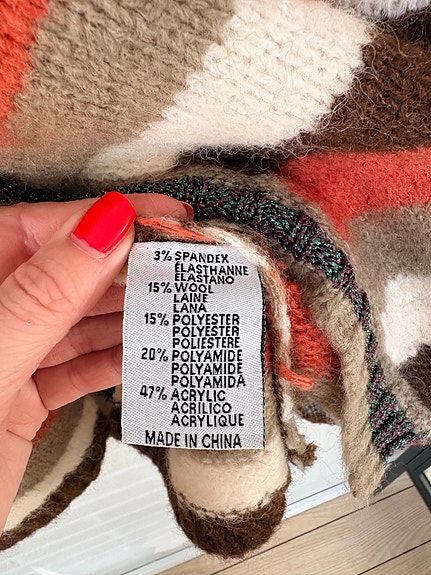 3% SPANDEX
ÉLASTHANNE
ELASTANO
15% WOOL
LAINE
LANA
15% POLYESTER
POLYESTER
POLIESTERE
20% POLYAMIDE
POLYAMIDE
POLYAMIDA
47% ACRYLIC
ACRILICO
ACRYLIQUE
MADE IN CHINA